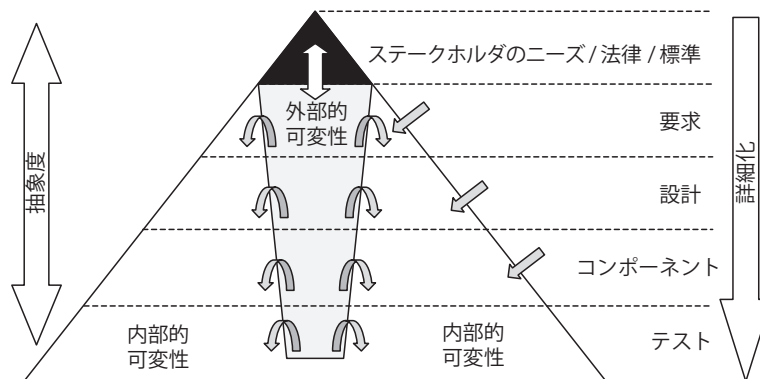 ステークホルダのニーズ/法律/標準
外部的
可変性
要求
抽象度
詳細化
設計
コンポーネント
内部的
可変性
内部的
可変性
テスト